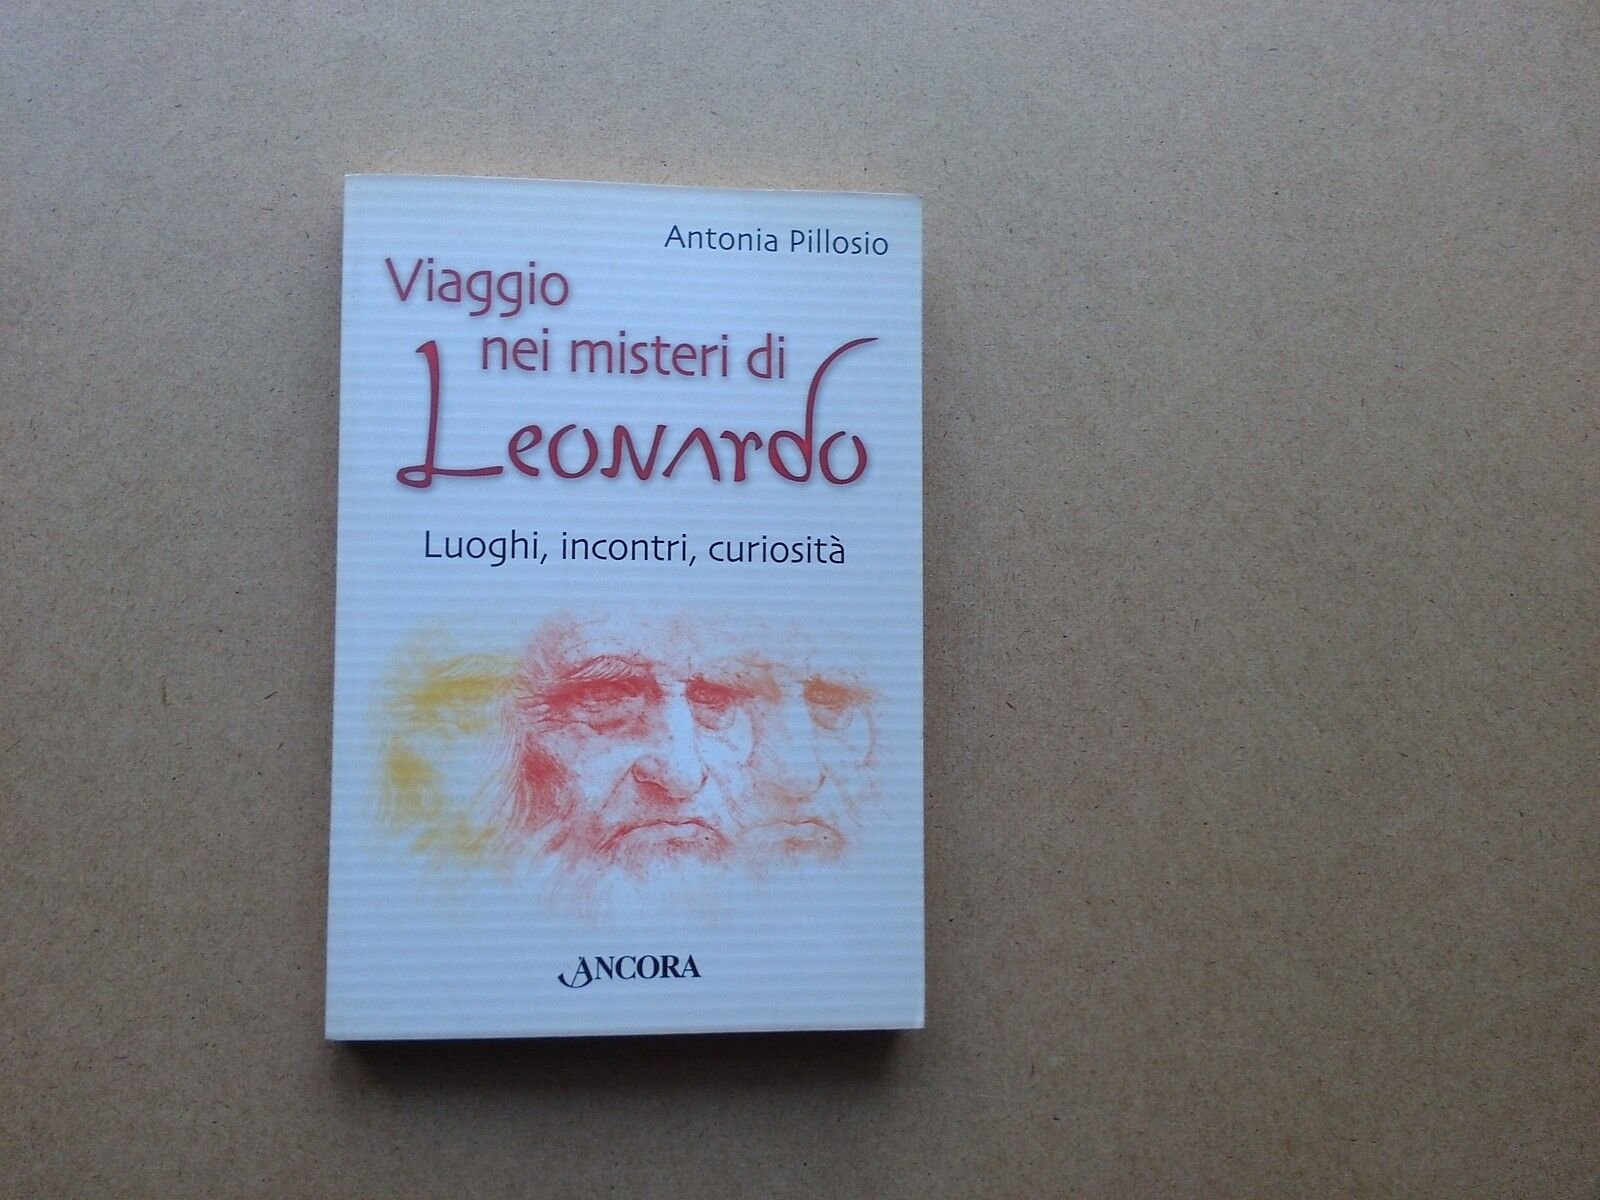 Antonia Pillosio
Viaggio
nei misteri di
Leonardo
Luoghi, incontri, curiosità
ANCORA